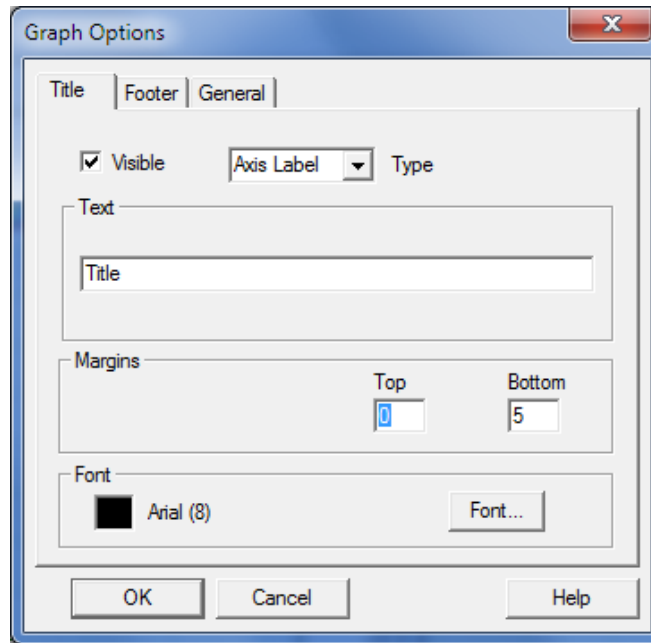 Graph Options
Title Footer General
Visible Axis Label Type
Text
Title
Margins
Top Bottom
0 5
Font
Arial (8) Font...
OK Cancel Help